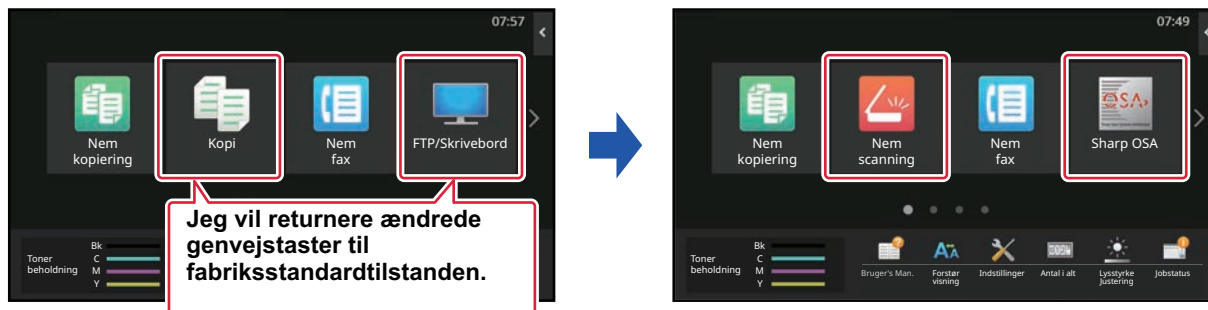 07:57
Nem
kopiering
Kopi
Nem
fax
FTP/Skrivebord
Jeg vil returnere ændrede
genvejstaster til
fabriksstandardtilstanden.
Toner
beholdning
Bk
C
M
Y
07:49
Nem
kopiering
Nem
scanning
Nem
fax
OSA
Sharp OSA
Toner
beholdning
Bk
C
M
Y
Bruger's Man.
Forstør
visning
Indstillinger
Antal i alt
Lysstyrke
Justering
Jobstatus